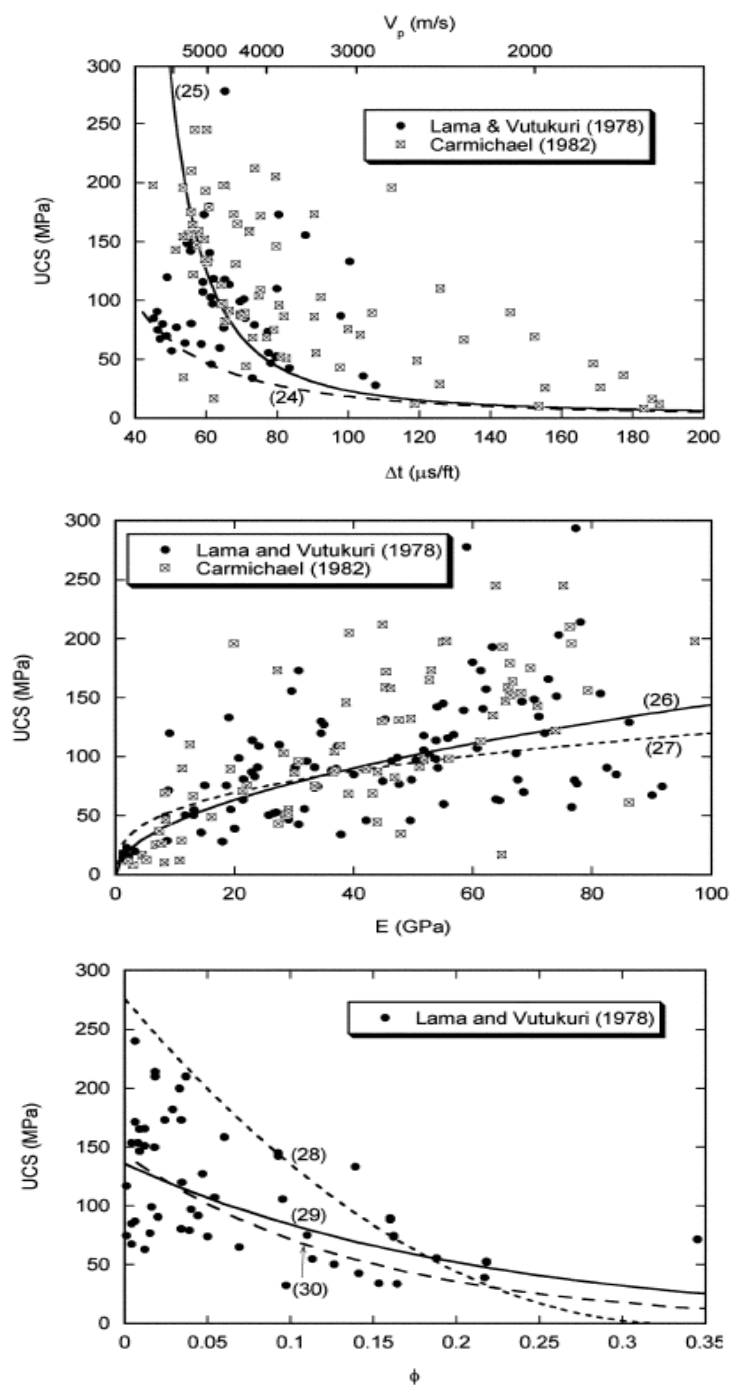 V_p (m/s)
5000 4000 3000 2000
300
250
200
150
100
50
0
UCS (MPa)
(25)
(24)
Lama & Vutukuri (1978)
Carmichael (1982)
40 60 80 100 120 140 160 180 200
Δt (μs/ft)
300
250
200
150
100
50
0
UCS (MPa)
Lama and Vutukuri (1978)
Carmichael (1982)
(26)
(27)
0 20 40 60 80 100
E (GPa)
300
250
200
150
100
50
0
UCS (MPa)
Lama and Vutukuri (1978)
(28)
(29)
(30)
0 0.05 0.1 0.15 0.2 0.25 0.3 0.35
ϕ